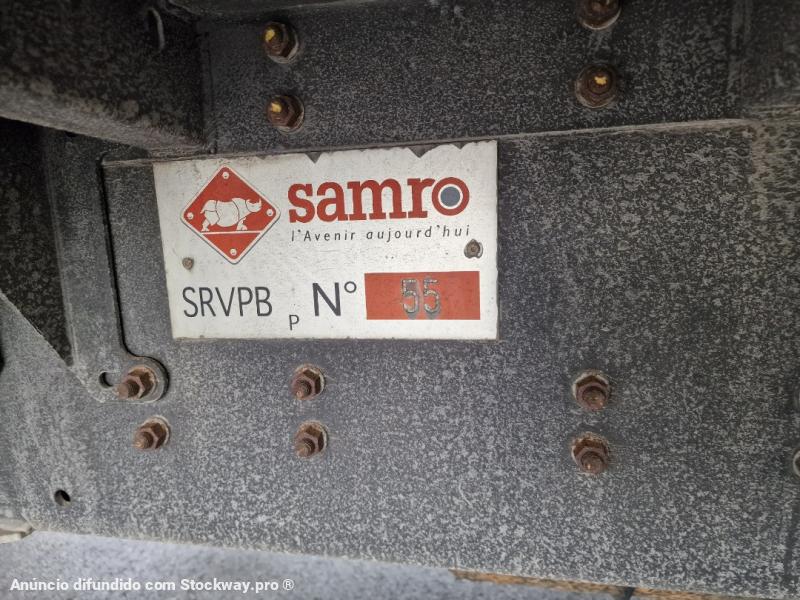 samro
l'Avenir aujourd'hui
SRVPB P N° 55
Anúncio difundido com Stockway.pro ®